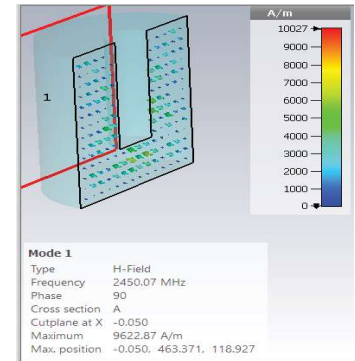 A/m
10027
9000
8000
7000
6000
5000
4000
3000
2000
1000
0
1
Mode 1
Type H-Field
Frequency 2450.07 MHz
Phase 90
Cross section A
Cutplane at X -0.050
Maximum 9622.87 A/m
Max. position -0.050, 463.371, 118.927